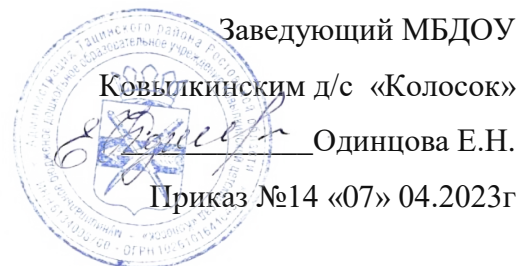 Заведующий МБДОУ
Ковылкинским д/с «Колосок»
Одинцова Е.Н.
Приказ №14 «07» 04.2023г